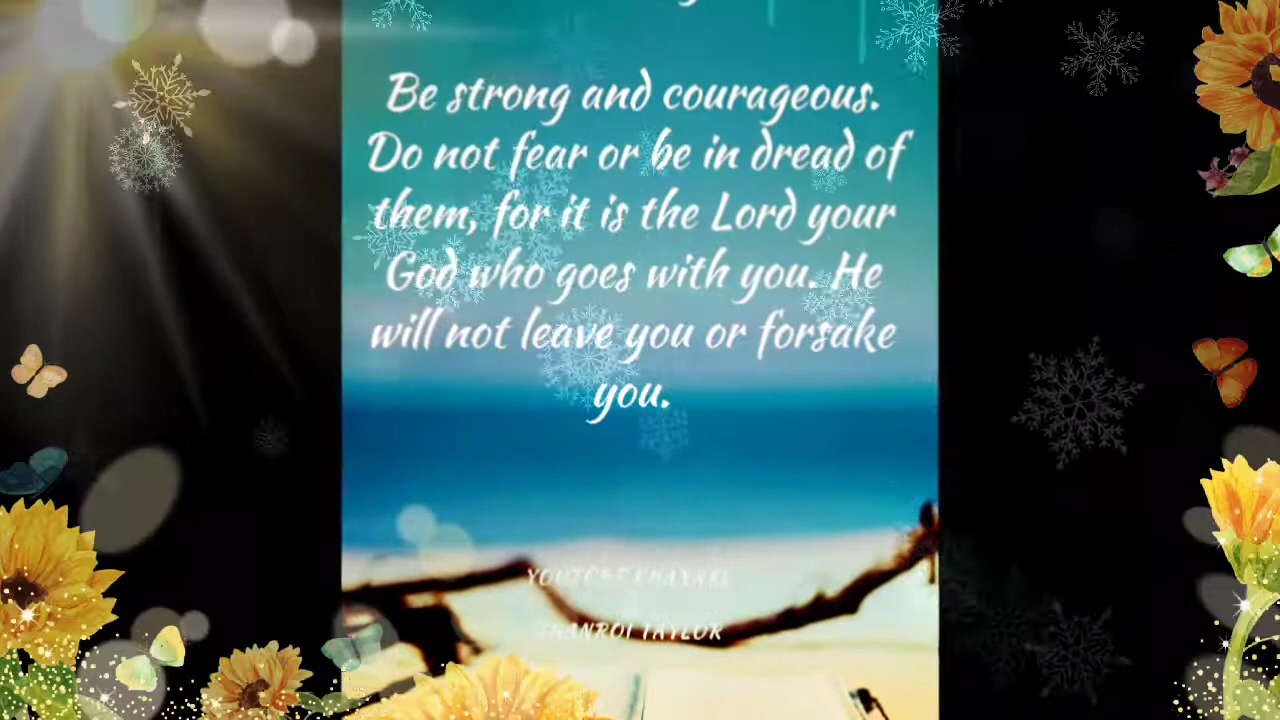 Be strong and courageous.
Do not fear or be in dread of
them, for it is the Lord your
God who goes with you. He
will not leave you or forsake
you.
TAYLOR